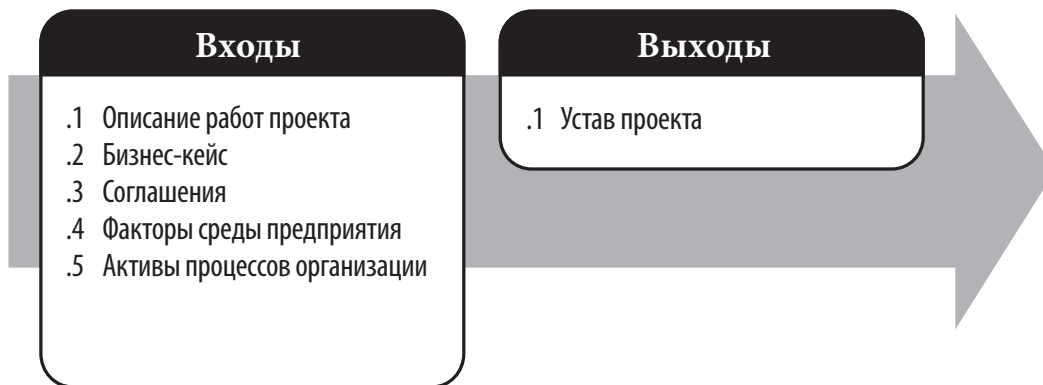 Входы
.1 Описание работ проекта
.2 Бизнес-кейс
.3 Соглашения
.4 Факторы среды предприятия
.5 Активы процессов организации
Выходы
.1 Устав проекта